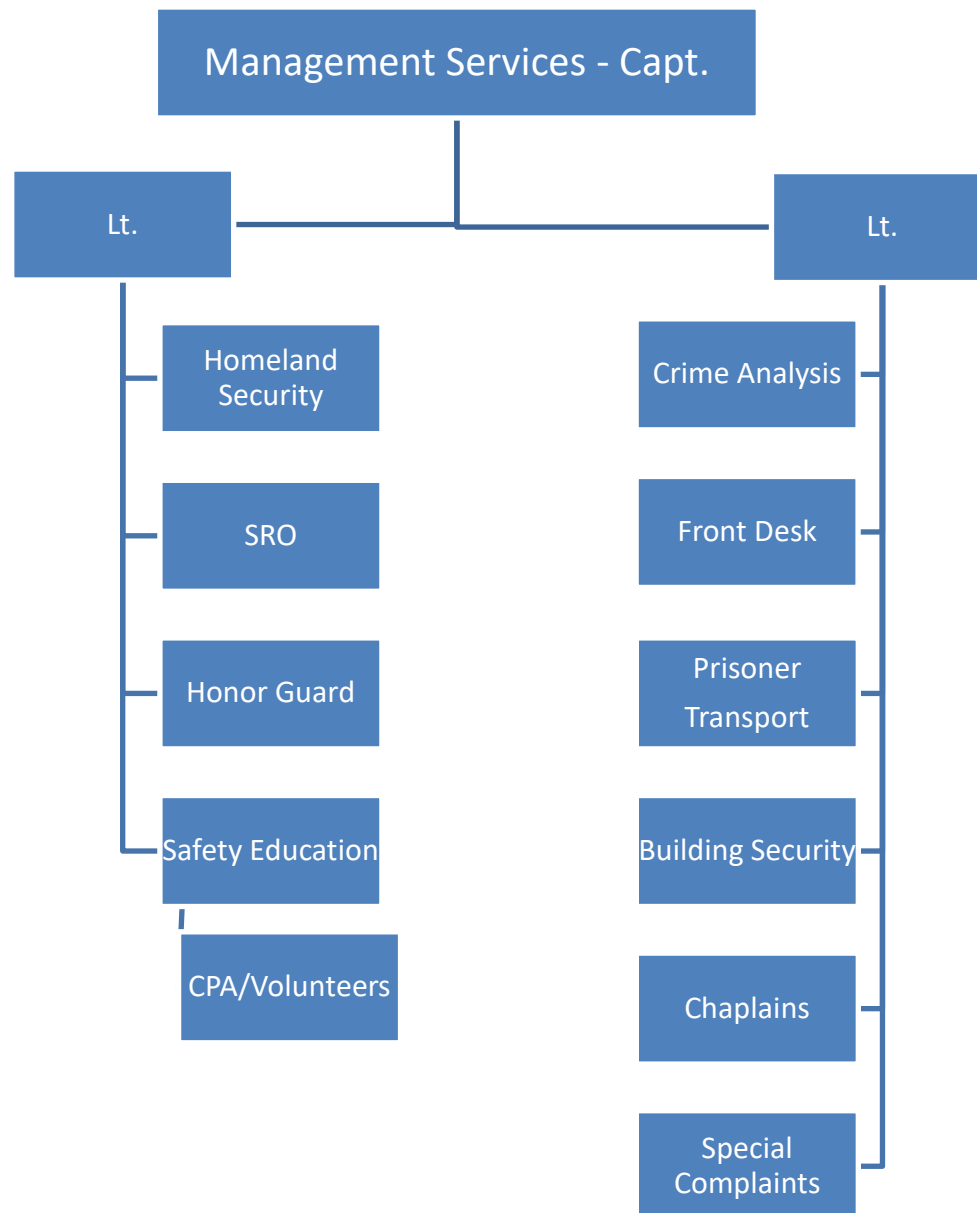 Management Services - Capt.
Lt.
Lt.
Homeland
Security
SRO
Honor Guard
Safety Education
CPA/Volunteers
Crime Analysis
Front Desk
Prisoner
Transport
Building Security
Chaplains
Special
Complaints